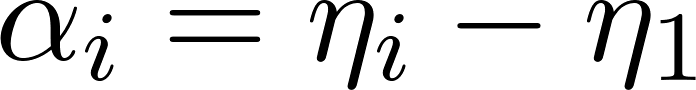 αᵢ = ηᵢ − η₁